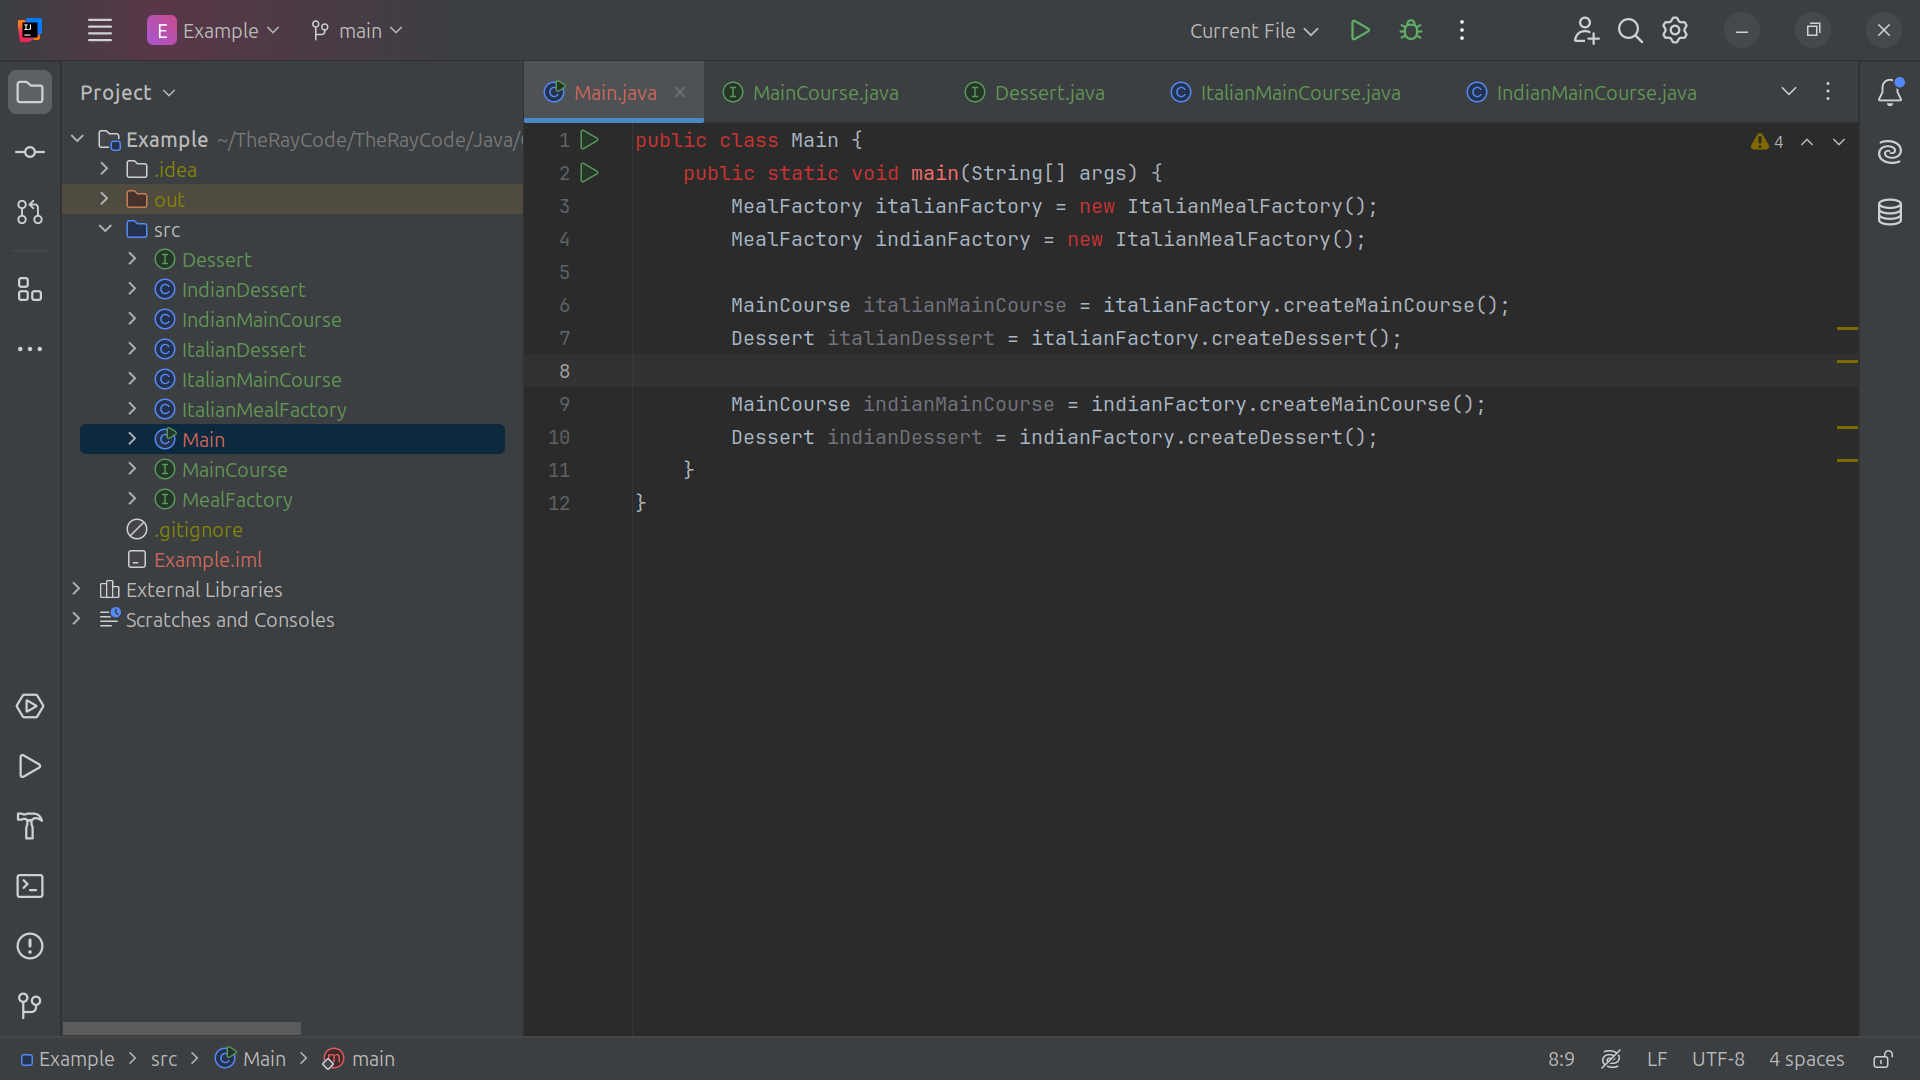 E Example main Current File
Project
Main.java MainCourse.java Dessert.java ItalianMainCourse.java IndianMainCourse.java
Example ~/TheRayCode/TheRayCode/Java/
.idea
out
src
Dessert
IndianDessert
IndianMainCourse
ItalianDessert
ItalianMainCourse
ItalianMealFactory
Main
MainCourse
MealFactory
.gitignore
Example.iml
External Libraries
Scratches and Consoles
4
1 public class Main {
2 public static void main(String[] args) {
3 MealFactory italianFactory = new ItalianMealFactory();
4 MealFactory indianFactory = new ItalianMealFactory();
5
6 MainCourse italianMainCourse = italianFactory.createMainCourse();
7 Dessert italianDessert = italianFactory.createDessert();
8
9 MainCourse indianMainCourse = indianFactory.createMainCourse();
10 Dessert indianDessert = indianFactory.createDessert();
11 }
12 }
Example > src > Main > main 8:9 LF UTF-8 4 spaces